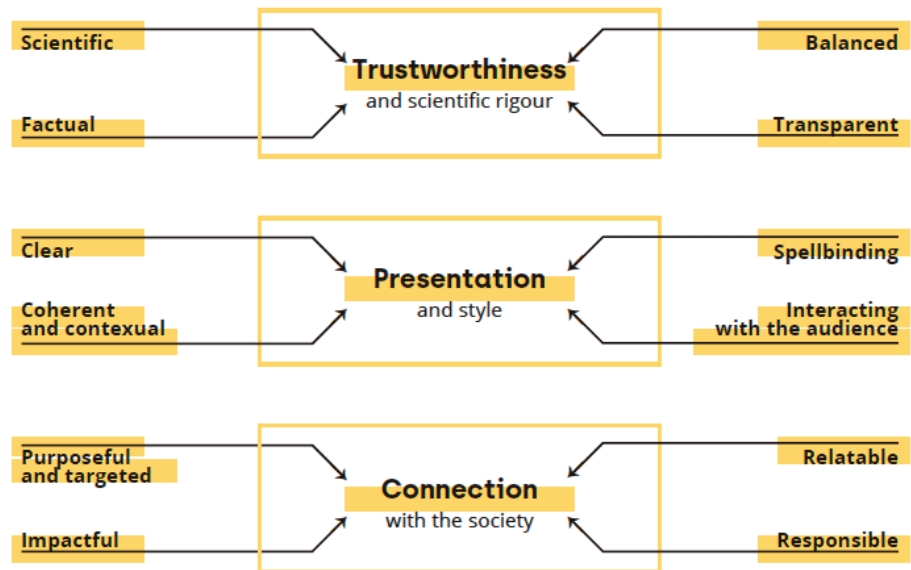 Scientific
Balanced
Trustworthiness
and scientific rigour
Factual
Transparent
Clear
Spellbinding
Presentation
and style
Coherent
and contexual
Interacting
with the audience
Purposeful
and targeted
Relatable
Connection
with the society
Impactful
Responsible